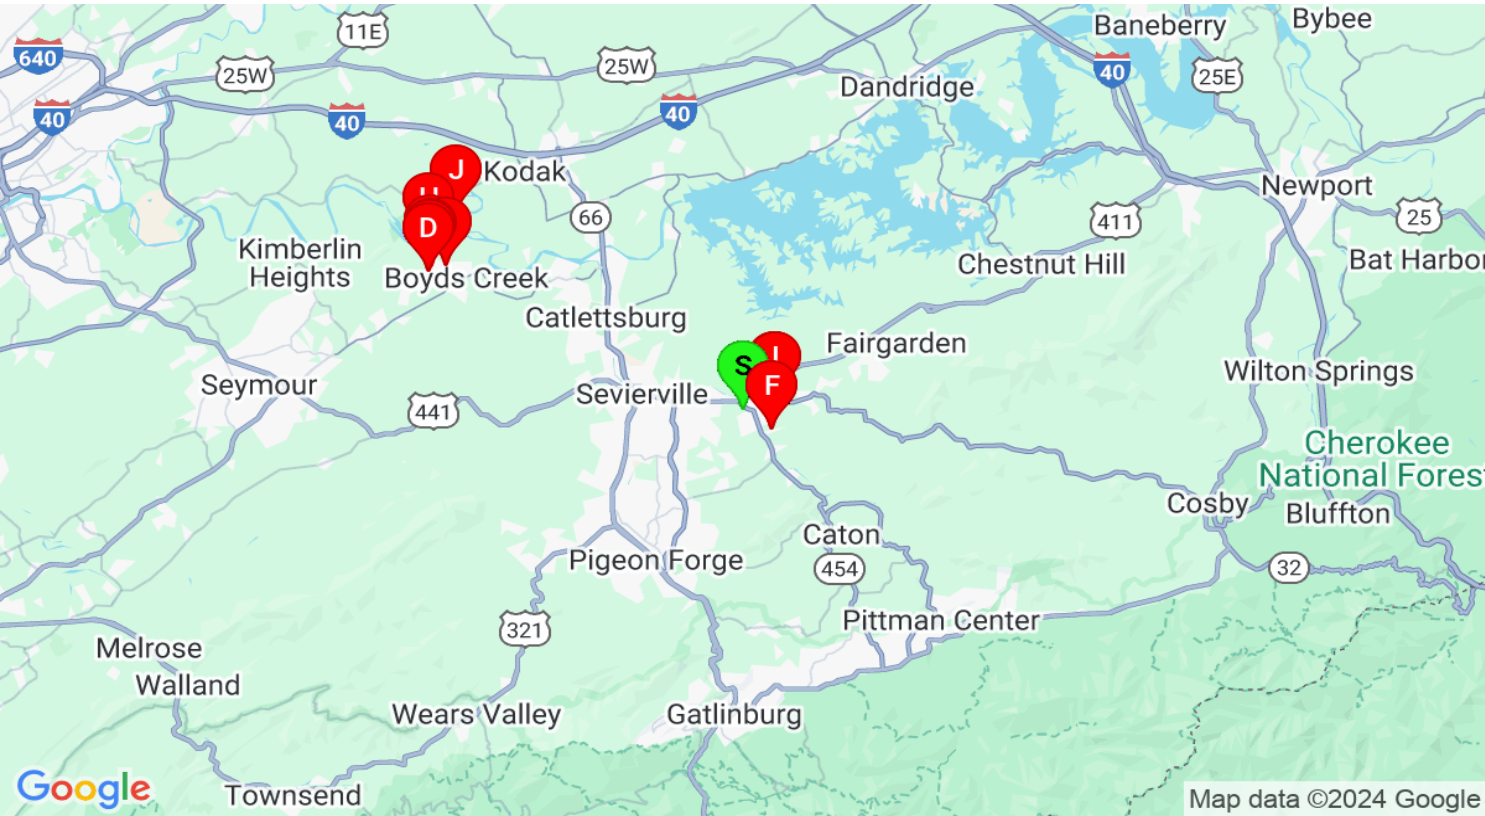 11E
Baneberry
Bybee
640
25W
25W
40
25E
Dandridge
40
40
40
J
Kodak
Newport
66
411
25
D
Kimberlin
Heights
Boyds Creek
Chestnut Hill
Bat Harbor
Catlettsburg
Fairgarden
S
F
Wilton Springs
Seymour
Sevierville
441
Cherokee
National Forest
Cosby
Bluffton
Caton
Pigeon Forge
454
32
321
Pittman Center
Melrose
Walland
Wears Valley
Gatlinburg
Google
Townsend
Map data ©2024 Google